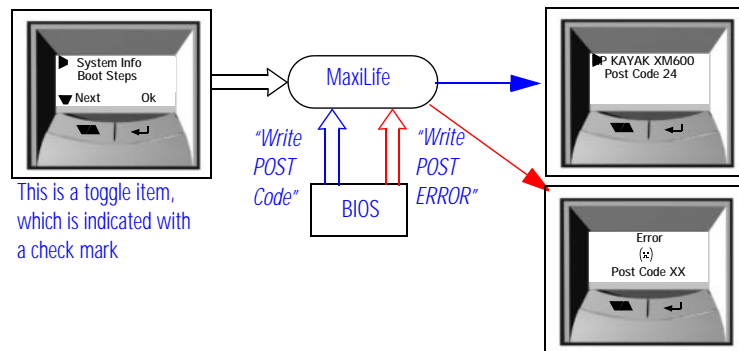 System Info
Boot Steps
Next Ok
This is a toggle item,
which is indicated with
a check mark
MaxiLife
"Write
POST
Code"
"Write
POST
ERROR"
BIOS
P KAYAK XM600
Post Code 24
Error
Post Code XX